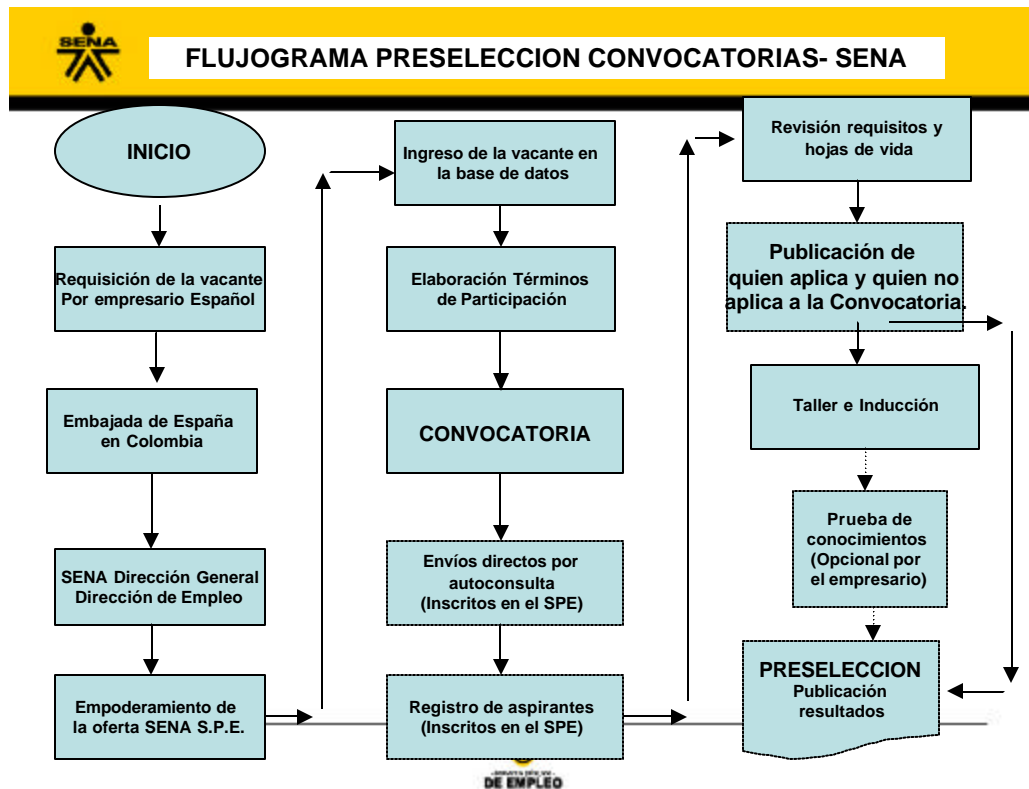 SENA
FLUJOGRAMA PRESELECCION CONVOCATORIAS- SENA
INICIO
Requisición de la vacante
Por empresario Español
Embajada de España
en Colombia
SENA Dirección General
Dirección de Empleo
Empoderamiento de
la oferta SENA S.P.E.
Ingreso de la vacante en
la base de datos
Elaboración Términos
de Participación
CONVOCATORIA
Envíos directos por
autoconsulta
(Inscritos en el SPE)
Registro de aspirantes
(Inscritos en el SPE)
Revisión requisitos y
hojas de vida
Publicación de
quien aplica y quien no
aplica a la Convocatoria.
Taller e Inducción
Prueba de
conocimientos
(Opcional por
el empresario)
PRESELECCION
Publicación
resultados
DE EMPLEO